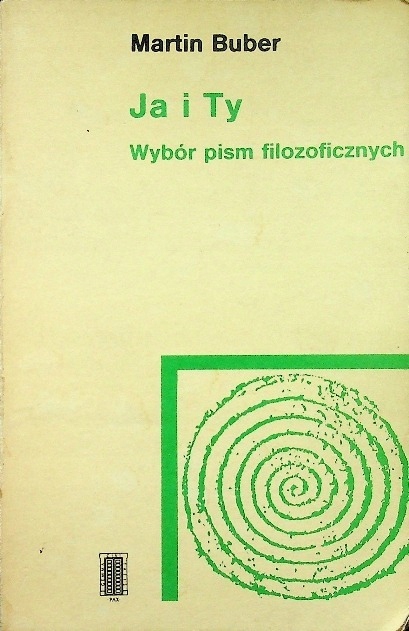 Martin Buber
Ja i Ty
Wybór pism filozoficznych
PAX